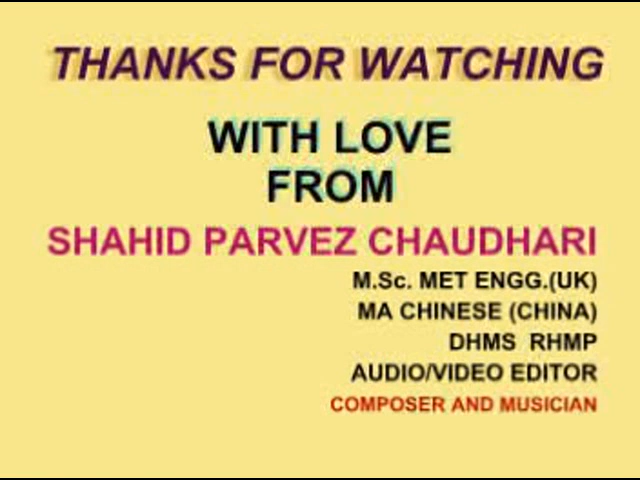 THANKS FOR WATCHING
WITH LOVE
FROM
SHAHID PARVEZ CHAUDHARI
M.Sc. MET ENGG.(UK)
MA CHINESE (CHINA)
DHMS RHMP
AUDIO/VIDEO EDITOR
COMPOSER AND MUSICIAN